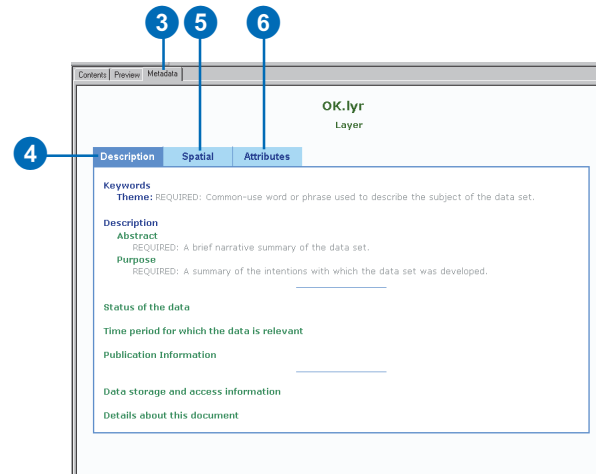 3 5 6
Contents Preview Metadata
OK.lyr
Layer
4
Description Spatial Attributes
Keywords
Theme: REQUIRED: Common-use word or phrase used to describe the subject of the data set.
Description
Abstract
REQUIRED: A brief narrative summary of the data set.
Purpose
REQUIRED: A summary of the intentions with which the data set was developed.
Status of the data
Time period for which the data is relevant
Publication Information
Data storage and access information
Details about this document